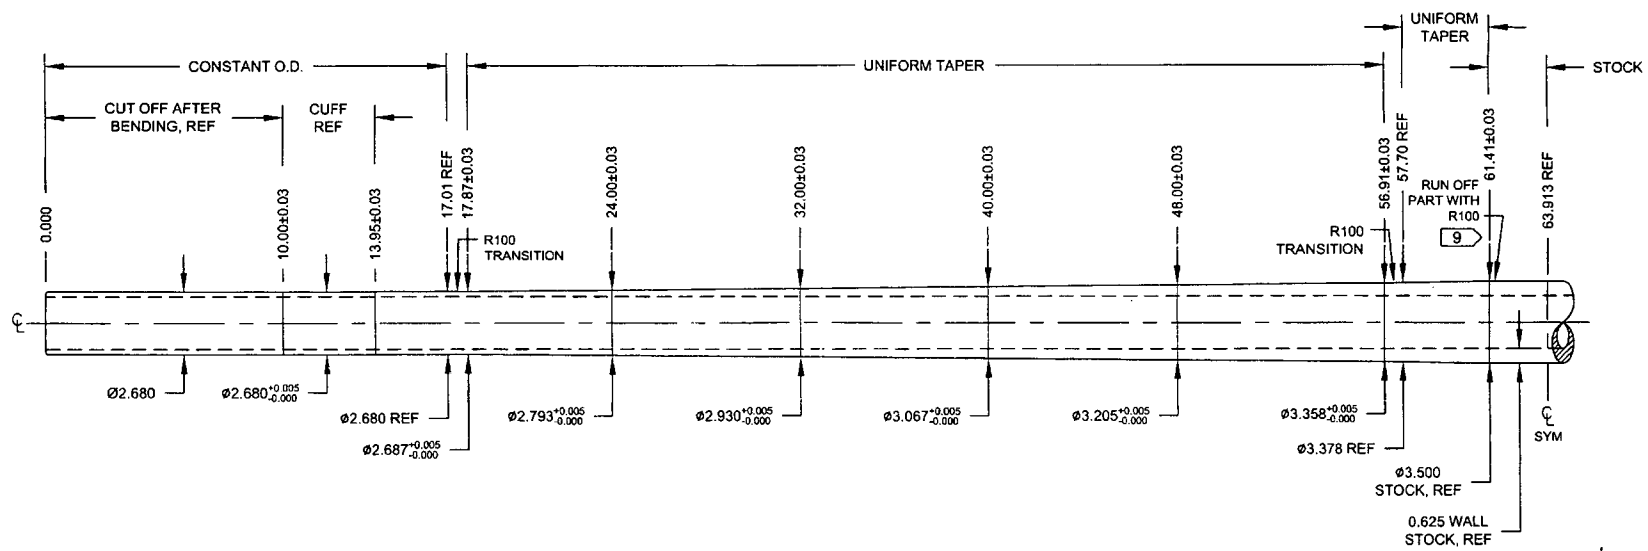 UNIFORM
TAPER
CONSTANT O.D.
UNIFORM TAPER
STOCK
CUT OFF AFTER
BENDING, REF
CUFF
REF
0.000
10.00±0.03
13.95±0.03
17.01 REF
17.87±0.03
24.00±0.03
32.00±0.03
40.00±0.03
48.00±0.03
56.91±0.03
57.70 REF
61.41±0.03
63.913 REF
R100
TRANSITION
R100
TRANSITION
RUN OFF
PART WITH
R100
9
℄
Ø2.680
Ø2.680+0.005
-0.000
Ø2.680 REF
Ø2.687+0.005
-0.000
Ø2.793+0.005
-0.000
Ø2.930+0.005
-0.000
Ø3.067+0.005
-0.000
Ø3.205+0.005
-0.000
Ø3.358+0.005
-0.000
Ø3.378 REF
Ø3.500
STOCK, REF
0.625 WALL
STOCK, REF
℄
SYM